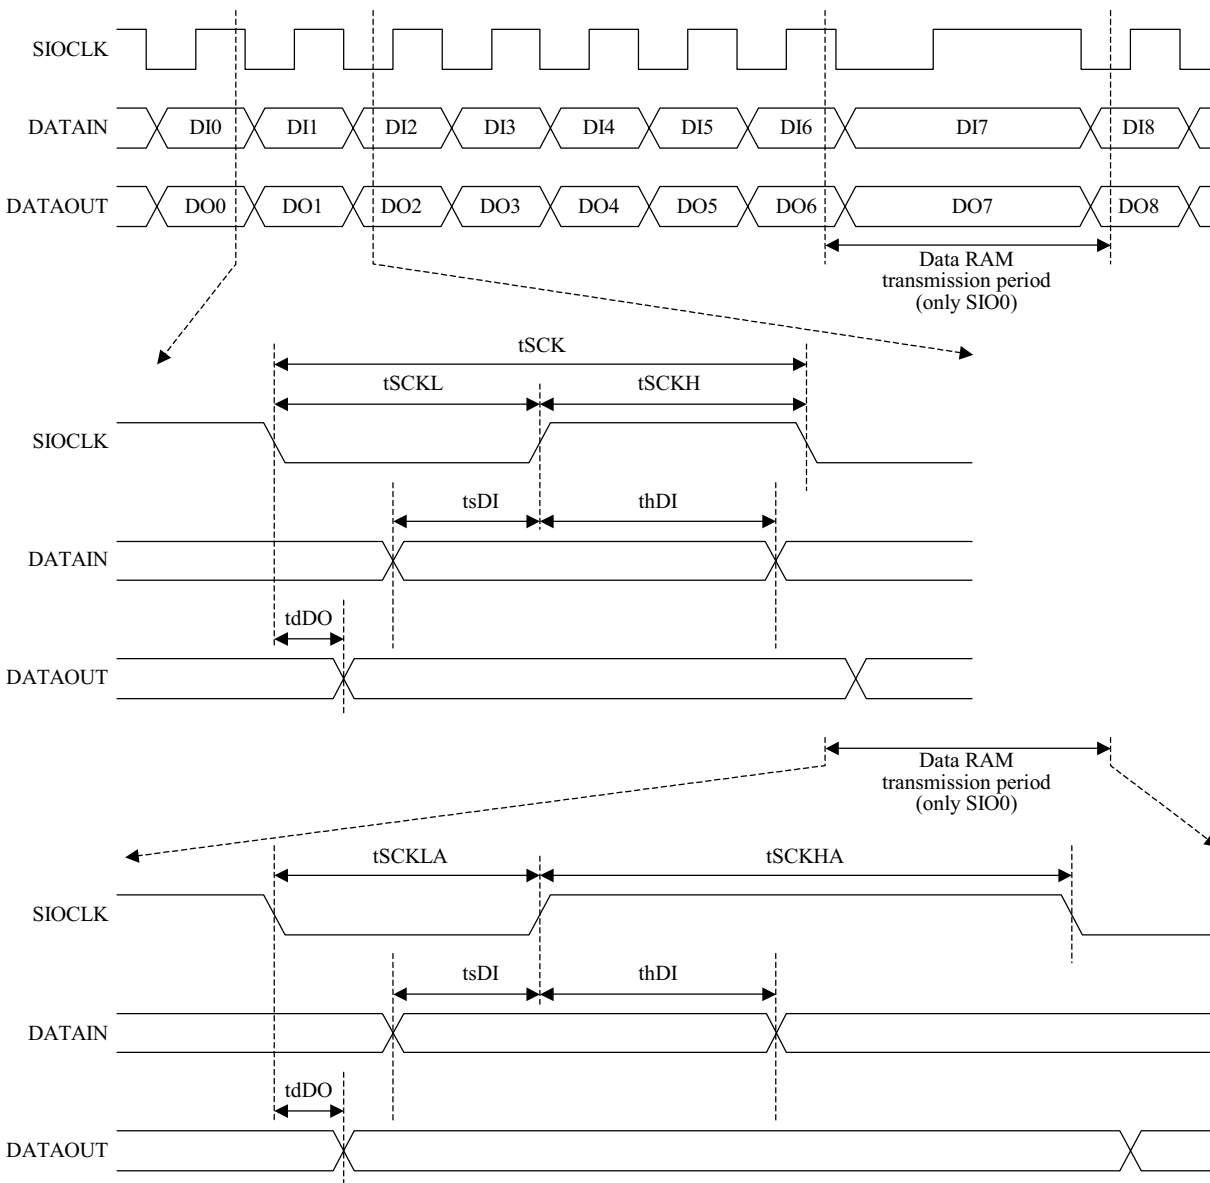 SIOCLK
DATAIN DI0 DI1 DI2 DI3 DI4 DI5 DI6 DI7 DI8
DATAOUT DO0 DO1 DO2 DO3 DO4 DO5 DO6 DO7 DO8
Data RAM
transmission period
(only SIO0)
tSCK
tSCKL tSCKH
SIOCLK
tsDI thDI
DATAIN
tdDO
DATAOUT
Data RAM
transmission period
(only SIO0)
tSCKLA tSCKHA
SIOCLK
tsDI thDI
DATAIN
tdDO
DATAOUT